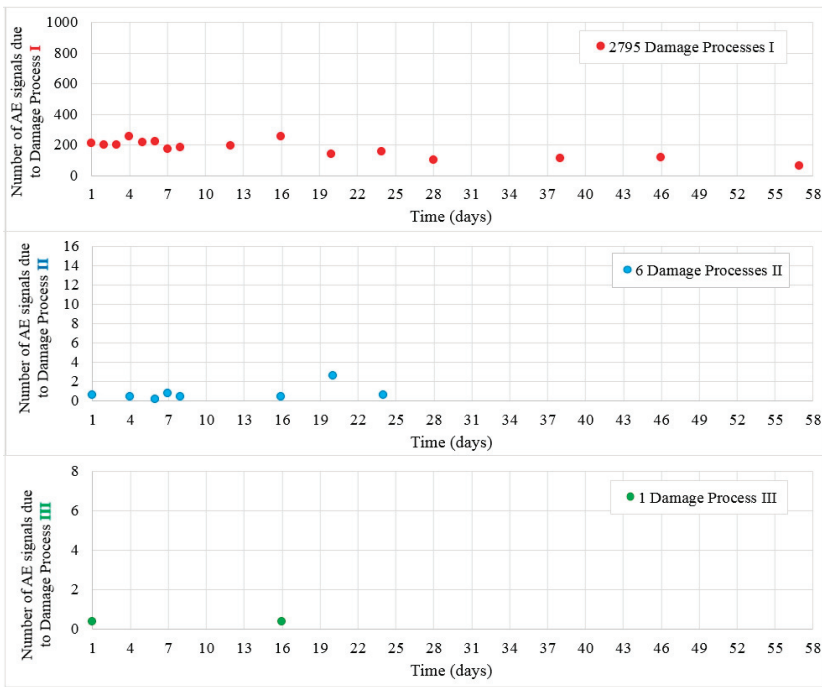 Number of AE signals due
to Damage Process I
1000
800
600
400
200
0
2795 Damage Processes I
1 4 7 10 13 16 19 22 25 28 31 34 37 40 43 46 49 52 55 58
Time (days)
Number of AE signals due
to Damage Process II
16
14
12
10
8
6
4
2
0
6 Damage Processes II
1 4 7 10 13 16 19 22 25 28 31 34 37 40 43 46 49 52 55 58
Time (days)
Number of AE signals due
to Damage Process III
8
6
4
2
0
1 Damage Process III
1 4 7 10 13 16 19 22 25 28 31 34 37 40 43 46 49 52 55 58
Time (days)